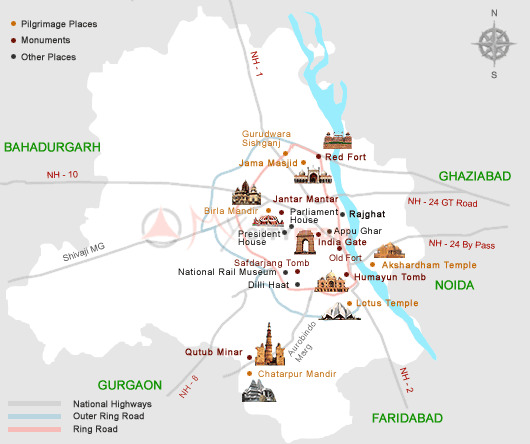 Pilgrimage Places
Monuments
Other Places
N
S
NH - 1
BAHADURGARH
Gurudwara
Sishganj
Jama Masjid
Red Fort
GHAZIABAD
NH - 10
NH - 24 GT Road
Jantar Mantar
Birla Mandir
Parliament
House
Rajghat
President
House
Appu Ghar
India Gate
NH - 24 By Pass
Shivaji MG
Old Fort
Safdarjang Tomb
Akshardham Temple
National Rail Museum
Humayun Tomb
Dilli Haat
NOIDA
Lotus Temple
Aurobindo
Marg
Qutub Minar
Chatarpur Mandir
GURGAON
NH - 8
NH - 2
National Highways
Outer Ring Road
Ring Road
FARIDABAD